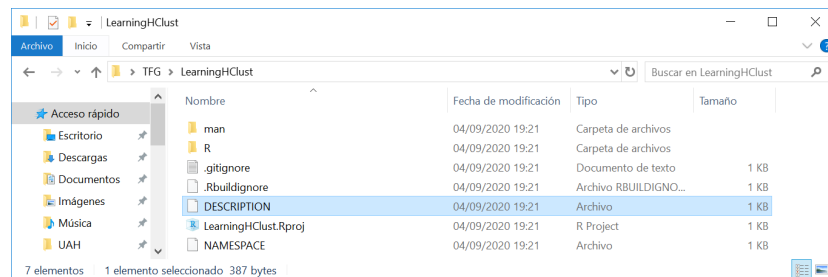 LearningHClust
Archivo Inicio Compartir Vista
TFG > LearningHClust
Buscar en LearningHClust
Acceso rápido
Escritorio
Descargas
Documentos
Imágenes
Música
UAH
Nombre Fecha de modificación Tipo Tamaño
man 04/09/2020 19:21 Carpeta de archivos
R 04/09/2020 19:21 Carpeta de archivos
.gitignore 04/09/2020 19:21 Documento de texto 1 KB
.Rbuildignore 04/09/2020 19:21 Archivo RBUILDIGNO... 1 KB
DESCRIPTION 04/09/2020 19:21 Archivo 1 KB
LearningHClust.Rproj 04/09/2020 19:21 R Project 1 KB
NAMESPACE 04/09/2020 19:21 Archivo 1 KB
7 elementos 1 elemento seleccionado 387 bytes